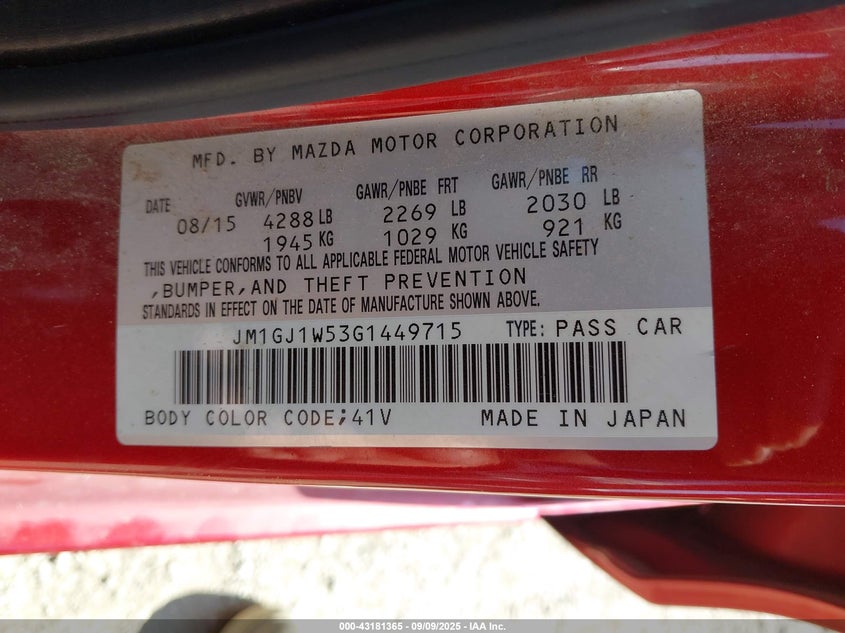 MFD. BY MAZDA MOTOR CORPORATION
DATE GVWR/PNBV GAWR/PNBE FRT GAWR/PNBE RR
08/15 4288 LB 2269 LB 2030 LB
1945 KG 1029 KG 921 KG
THIS VEHICLE CONFORMS TO ALL APPLICABLE FEDERAL MOTOR VEHICLE SAFETY
,BUMPER,AND THEFT PREVENTION
STANDARDS IN EFFECT ON THE DATE OF MANUFACTURE SHOWN ABOVE.
JM1GJ1W53G1449715 TYPE: PASS CAR
BODY COLOR CODE;41V MADE IN JAPAN
000-43181365 - 09/09/2025 - IAA Inc.